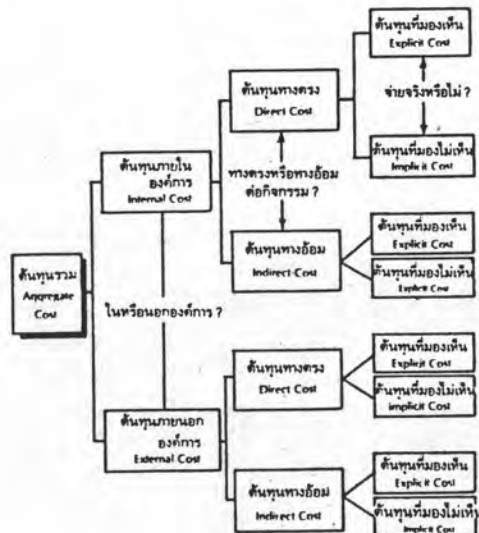 ต้นทุนที่มองเห็น
Explicit Cost
จ่ายจริงหรือไม่ ?
ต้นทุนที่มองไม่เห็น
Implicit Cost
ต้นทุนทางตรง
Direct Cost
ต้นทุนภายใน
องค์การ
Internal Cost
ทางตรงหรือทางอ้อม
ต่อกิจกรรม ?
ต้นทุนทางอ้อม
Indirect Cost
ต้นทุนที่มองเห็น
Explicit Cost
ต้นทุนที่มองไม่เห็น
Explicit Cost
ต้นทุนรวม
Aggregate
Cost
ในหรือนอกองค์การ ?
ต้นทุนภายนอก
องค์การ
External Cost
ต้นทุนทางตรง
Direct Cost
ต้นทุนที่มองเห็น
Explicit Cost
ต้นทุนที่มองไม่เห็น
implicit Cost
ต้นทุนทางอ้อม
Indirect Cost
ต้นทุนที่มองเห็น
Explicit Cost
ต้นทุนที่มองไม่เห็น
Implicit Cost